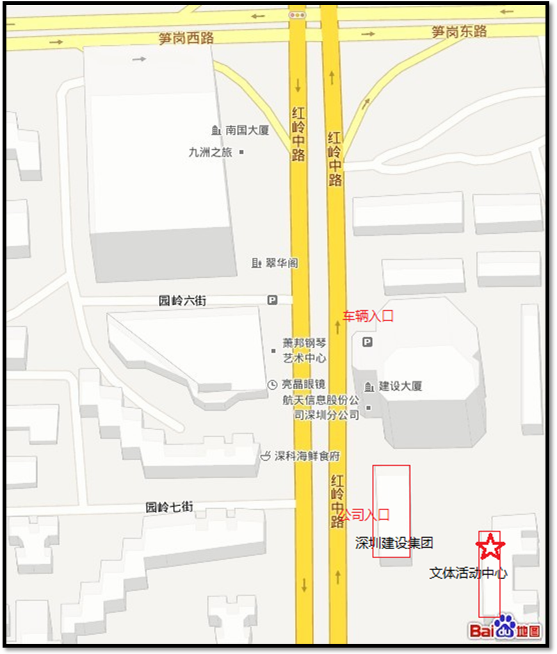 笋岗西路
笋岗东路
红岭中路
红岭中路
南国大厦
九洲之旅
翠华阁
园岭六街
P
车辆入口
萧邦钢琴
艺术中心
P
亮晶眼镜
建设大厦
航天信息股份公
司深圳分公司
深科海鲜食府
红岭中路
园岭七街
公司入口
深圳建设集团
文体活动中心
Bai du 地图